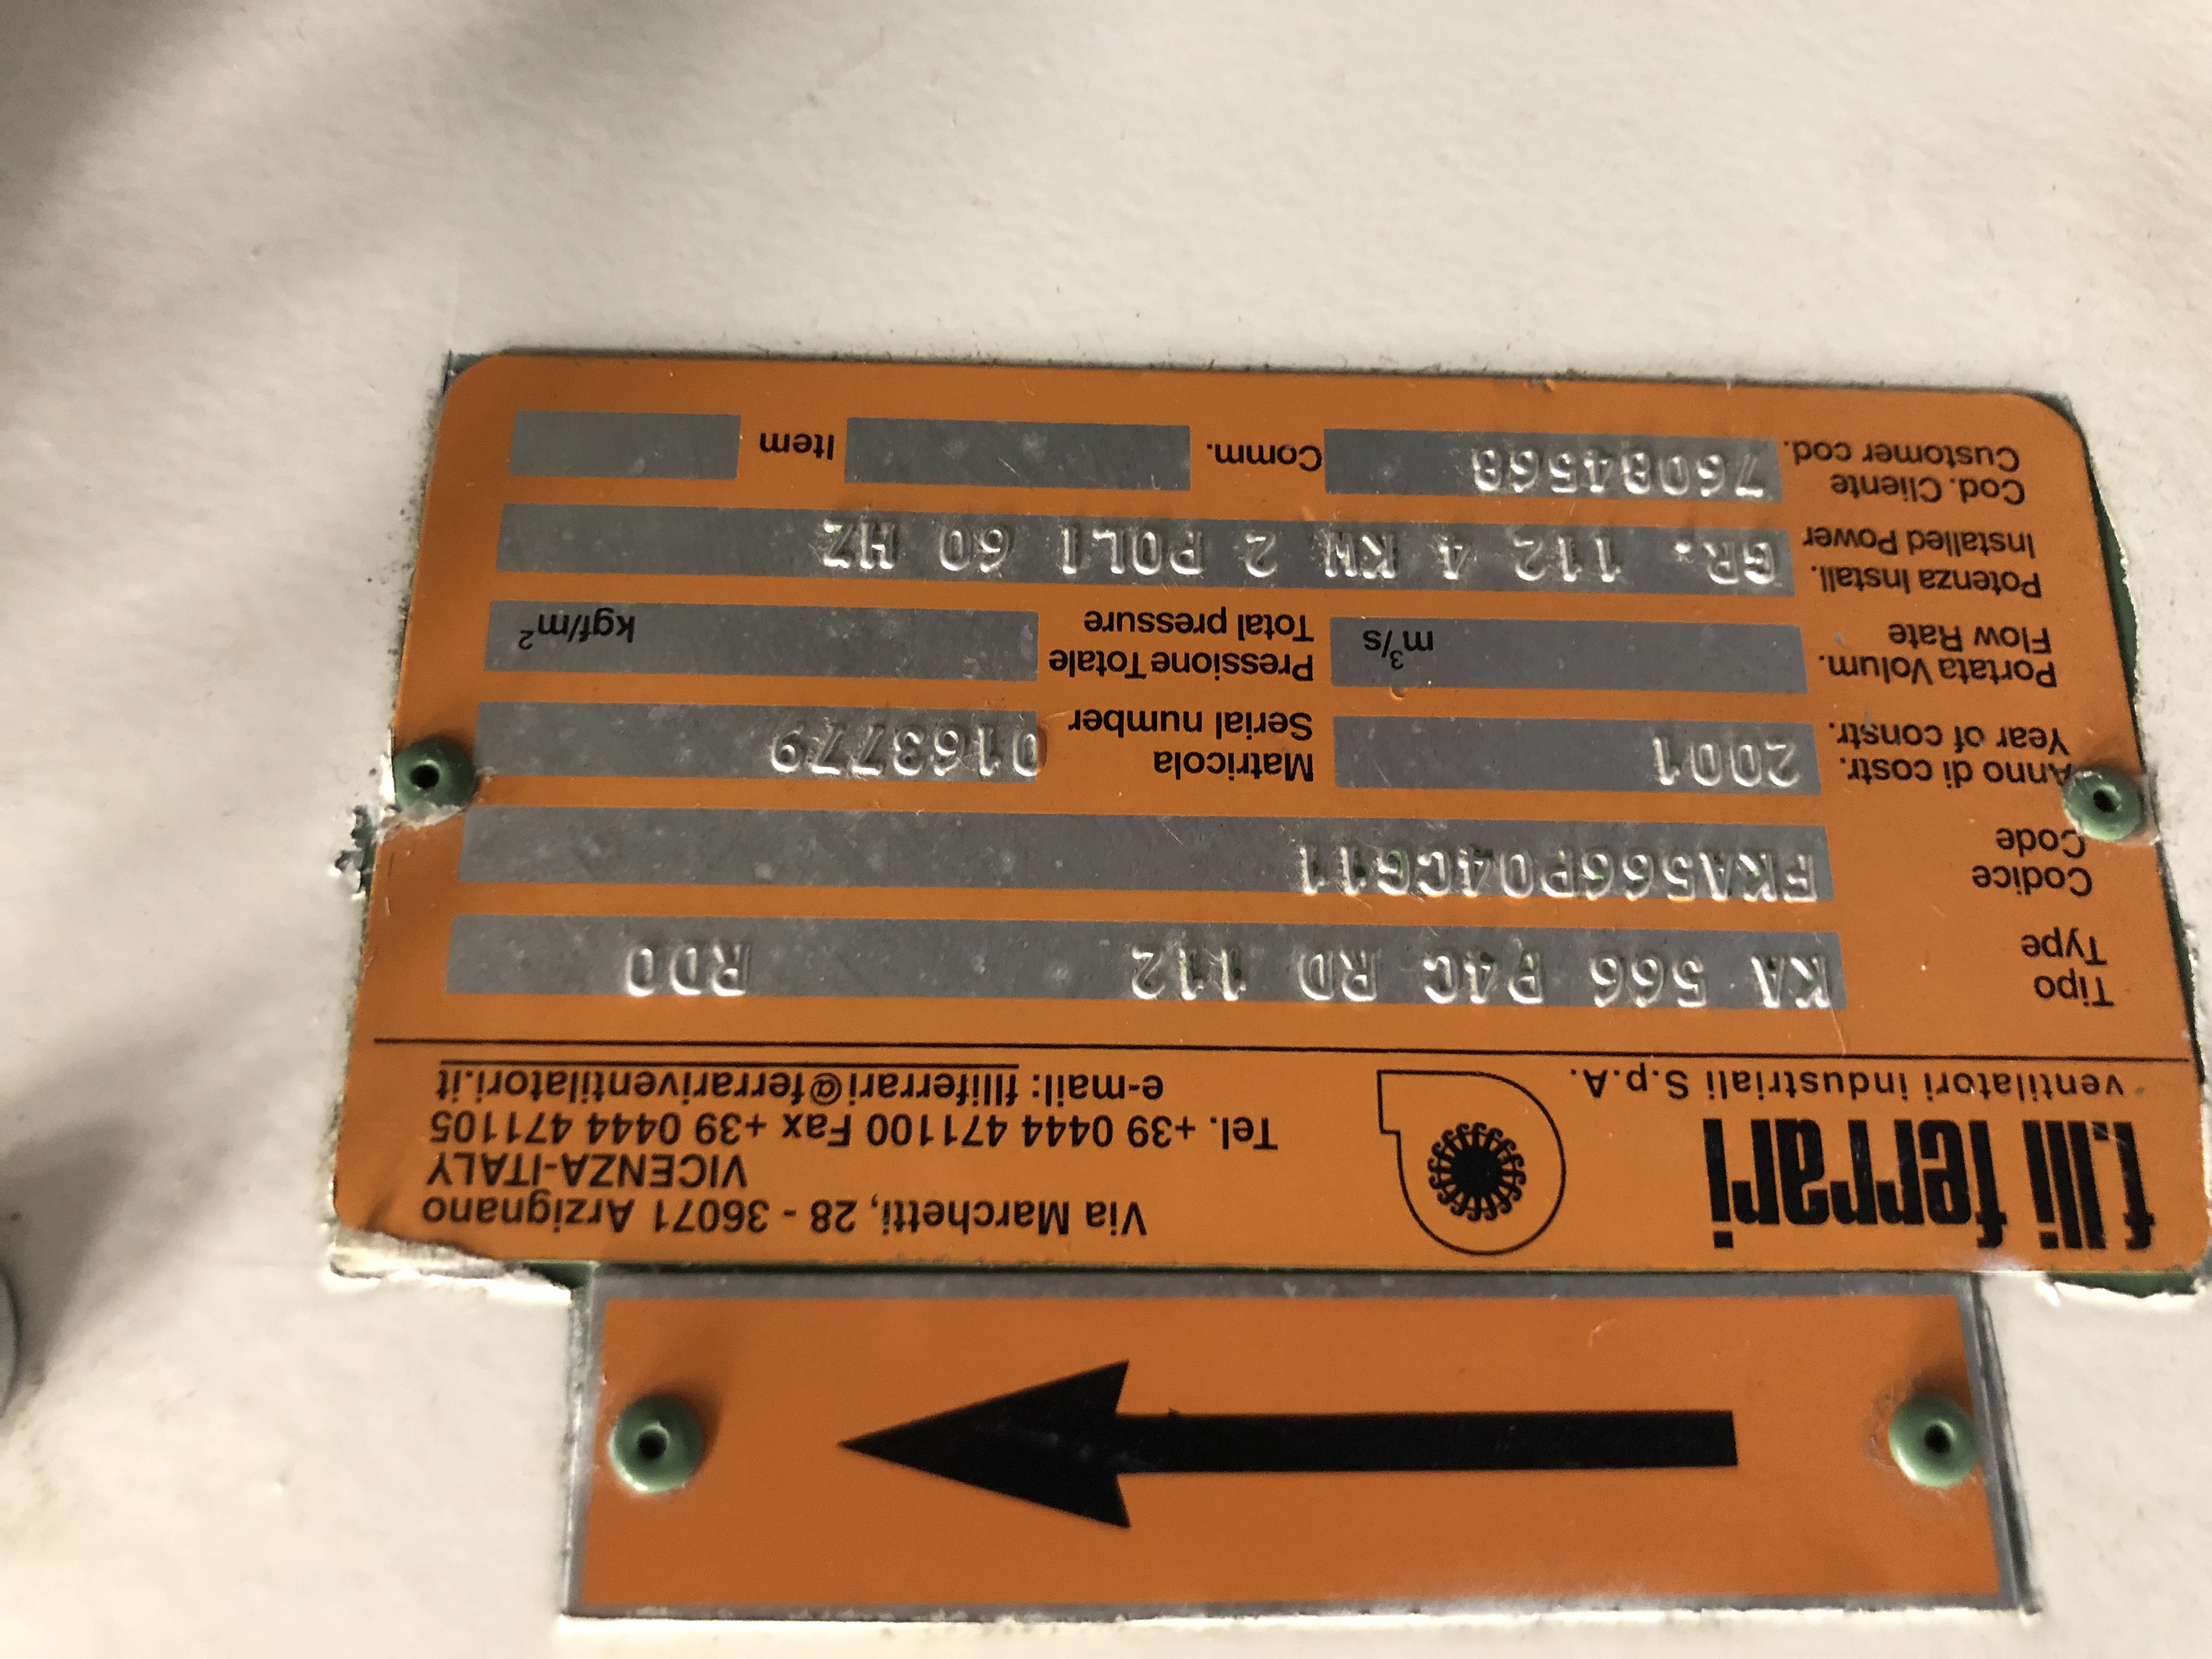 f.lli ferrari
ventilatori industriali S.p.A.
Via Marchetti, 28 - 36071 Arzignano
VICENZA-ITALY
Tel. +39 0444 471100 Fax +39 0444 471105
e-mail: flliferrari@ferrariventilatori.it
Tipo
Type
KA 566 P4C RD 112 RD0
Codice
Code
FKA566P04CG11
Anno di costr.
Year of constr.
2001
Matricola
Serial number
0163779
Portata Volum.
Flow Rate
m³/s
Pressione Totale
Total pressure
kgf/m²
Potenza Install.
Installed Power
GR. 112 4 KW 2 POLI 60 HZ
Cod. Cliente
Customer cod.
76084568
Comm.
Item